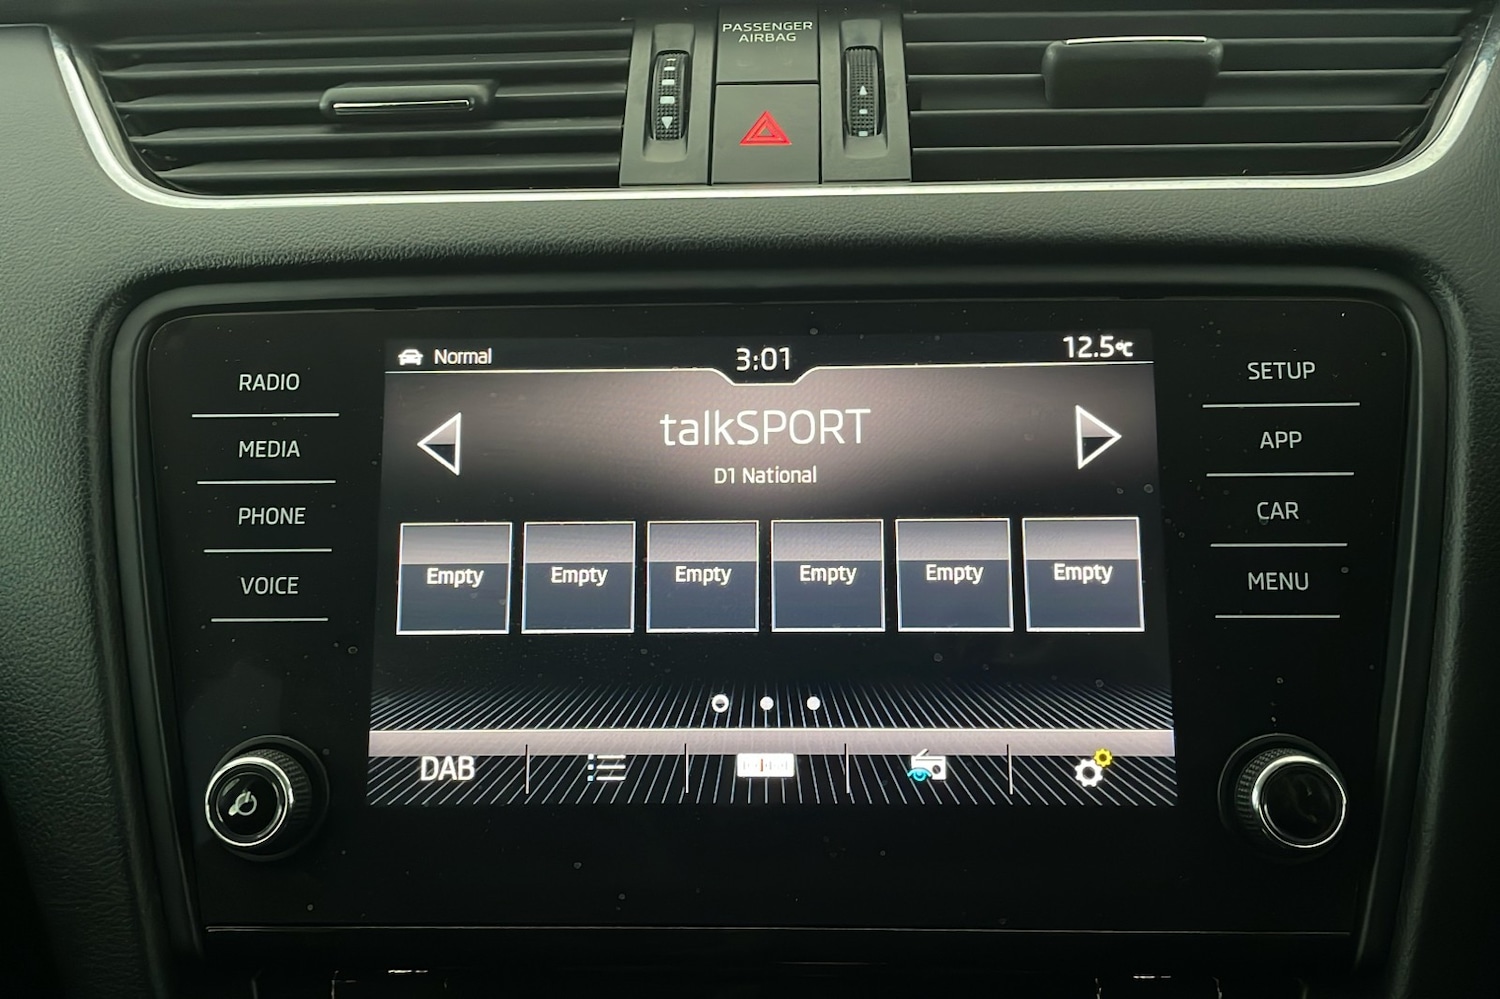 PASSENGER
AIRBAG
Normal
3:01
12.5°C
RADIO
MEDIA
PHONE
VOICE
talkSPORT
D1 National
Empty
Empty
Empty
Empty
Empty
Empty
DAB
SETUP
APP
CAR
MENU